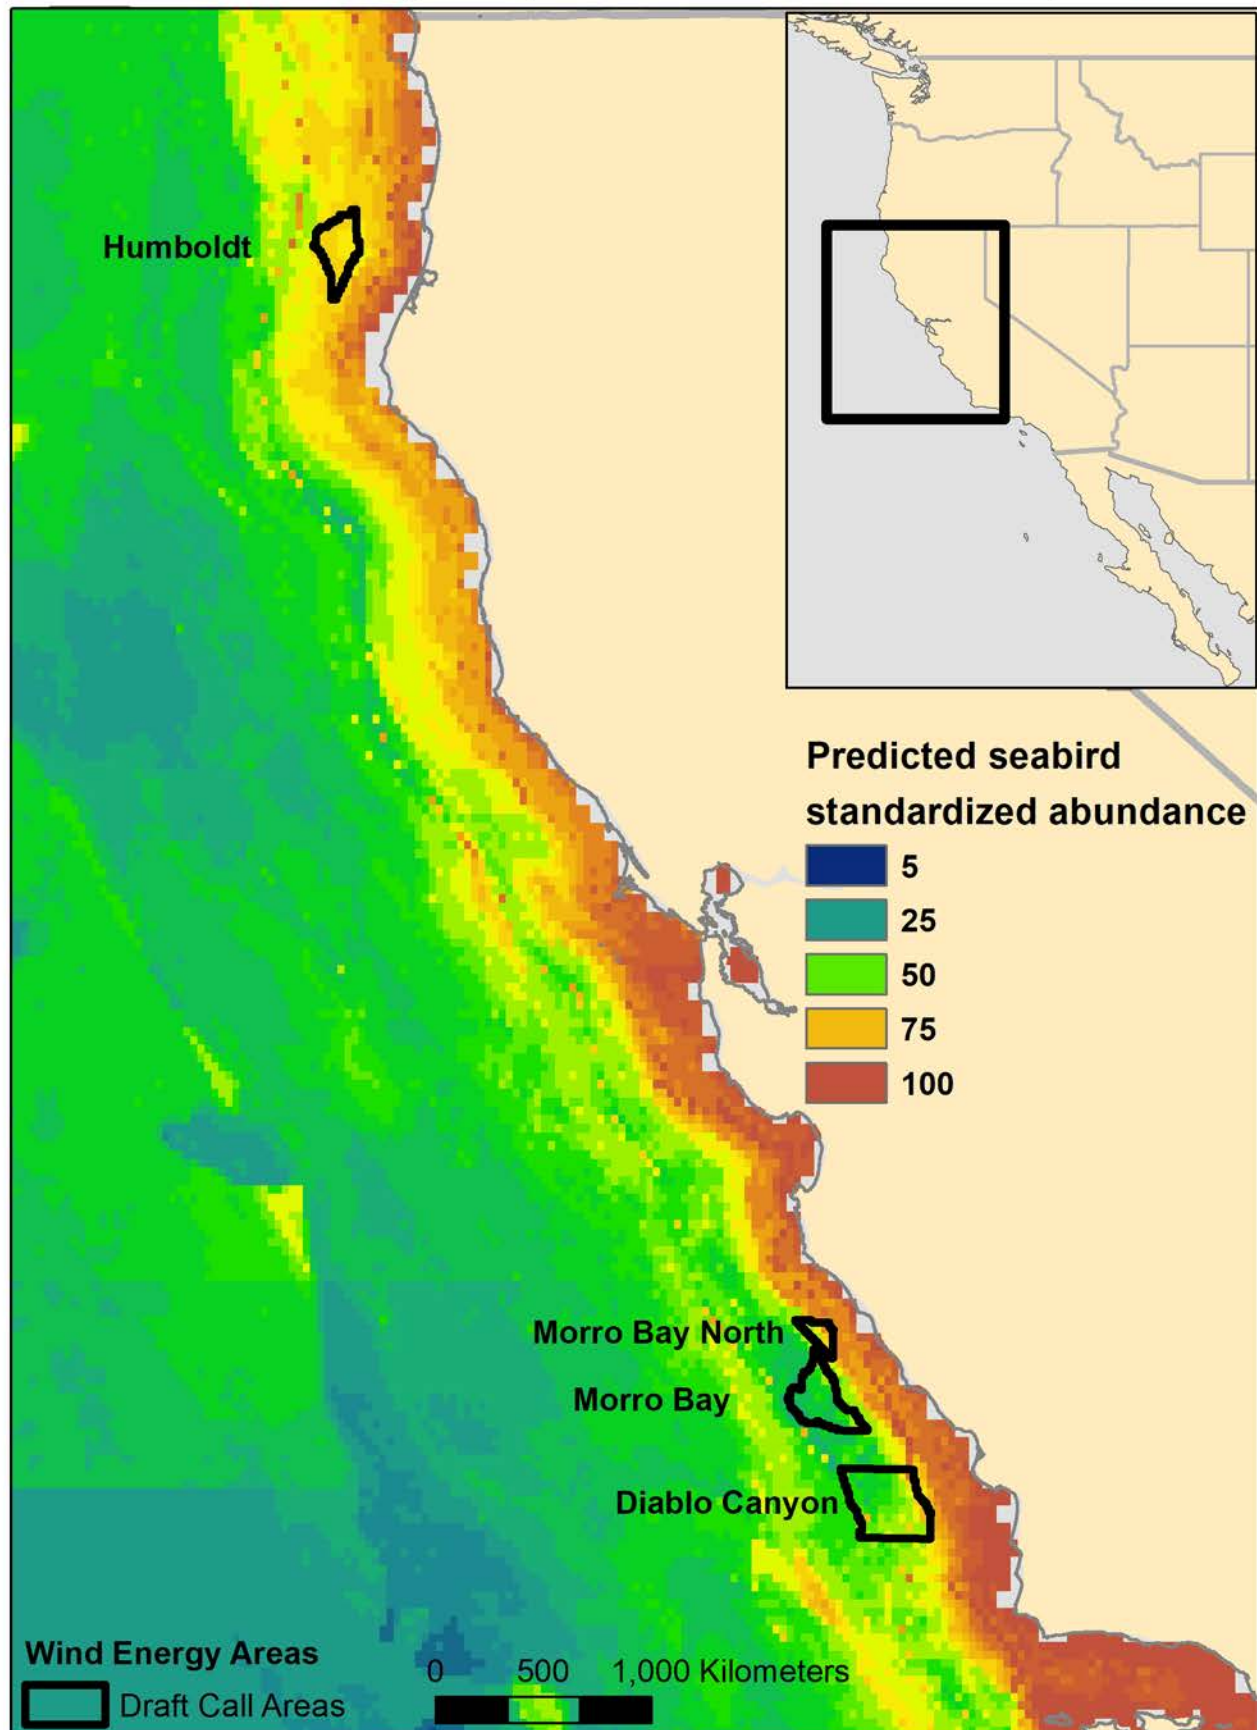 Humboldt
Predicted seabird
standardized abundance
5
25
50
75
100
Morro Bay North
Morro Bay
Diablo Canyon
Wind Energy Areas
Draft Call Areas
0 500 1,000 Kilometers